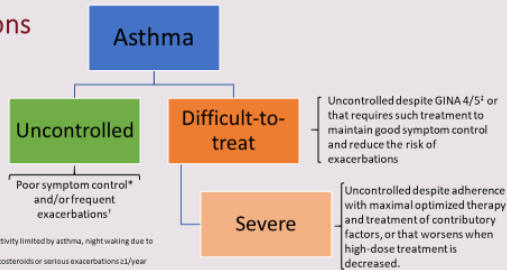 ons
Asthma
Uncontrolled
Difficult-to-
treat
Uncontrolled despite GINA 4/5‡ or
that requires such treatment to
maintain good symptom control
and reduce the risk of
exacerbations
Poor symptom control*
and/or frequent
exacerbations†
Severe
Uncontrolled despite adherence
with maximal optimized therapy
and treatment of contributory
factors, or that worsens when
high-dose treatment is
decreased.
ctivity limited by asthma, night waking due to
costeroids or serious exacerbations ≥1/year